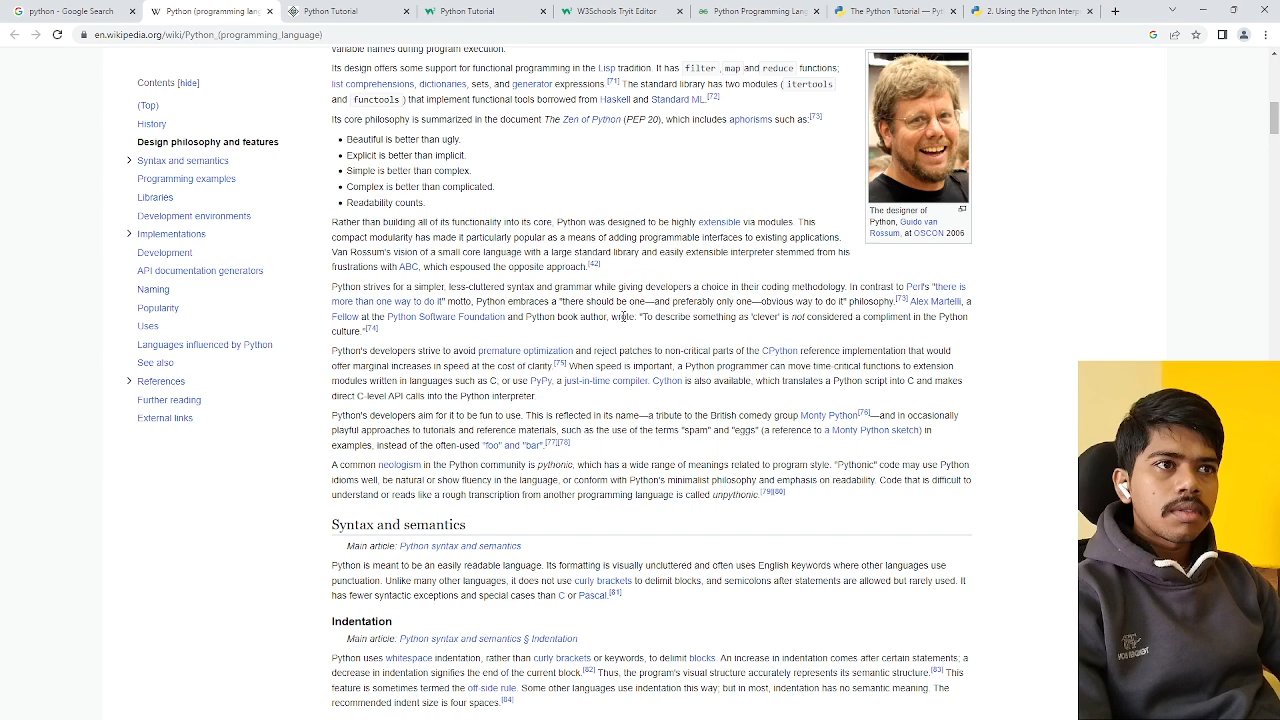 python - Google Search
Python (programming lang
Python Tutorial
Python Tutorial
W3Schools Tryit Editor
Python Programming Lang
The Python Tutorial — Pyt
2. Using the Python Interp
en.wikipedia.org/wiki/Python_(programming_language)
Contents [hide]
(Top)
History
Design philosophy and features
Syntax and semantics
Programming examples
Libraries
Development environments
Implementations
Development
API documentation generators
Naming
Popularity
Uses
Languages influenced by Python
See also
References
Further reading
External links
variable names during program execution.
Its design offers some support for functional programming in the Lisp tradition. It has filter, map and reduce functions;
list comprehensions, dictionaries, sets, and generator expressions.[71] The standard library has two modules ( itertools
and functools ) that implement functional tools borrowed from Haskell and Standard ML.[72]
Its core philosophy is summarized in the document The Zen of Python (PEP 20), which includes aphorisms such as:[73]
• Beautiful is better than ugly.
• Explicit is better than implicit.
• Simple is better than complex.
• Complex is better than complicated.
• Readability counts.
The designer of
Python, Guido van
Rossum, at OSCON 2006
Rather than building all of its functionality into its core, Python was designed to be highly extensible via modules. This
compact modularity has made it particularly popular as a means of adding programmable interfaces to existing applications.
Van Rossum's vision of a small core language with a large standard library and easily extensible interpreter stemmed from his
frustrations with ABC, which espoused the opposite approach.[42]
Python strives for a simpler, less-cluttered syntax and grammar while giving developers a choice in their coding methodology. In contrast to Perl's "there is
more than one way to do it" motto, Python embraces a "there should be one—and preferably only one—obvious way to do it" philosophy.[73] Alex Martelli, a
Fellow at the Python Software Foundation and Python book author, wrote: "To describe something as 'clever' is not considered a compliment in the Python
culture."[74]
Python's developers strive to avoid premature optimization and reject patches to non-critical parts of the CPython reference implementation that would
offer marginal increases in speed at the cost of clarity.[75] When speed is important, a Python programmer can move time-critical functions to extension
modules written in languages such as C; or use PyPy, a just-in-time compiler. Cython is also available, which translates a Python script into C and makes
direct C-level API calls into the Python interpreter.
Python's developers aim for it to be fun to use. This is reflected in its name—a tribute to the British comedy group Monty Python[76]—and in occasionally
playful approaches to tutorials and reference materials, such as the use of the terms "spam" and "eggs" (a reference to a Monty Python sketch) in
examples, instead of the often-used "foo" and "bar".[77][78]
A common neologism in the Python community is pythonic, which has a wide range of meanings related to program style. "Pythonic" code may use Python
idioms well, be natural or show fluency in the language, or conform with Python's minimalist philosophy and emphasis on readability. Code that is difficult to
understand or reads like a rough transcription from another programming language is called unpythonic.[79][80]
Syntax and semantics
Main article: Python syntax and semantics
Python is meant to be an easily readable language. Its formatting is visually uncluttered and often uses English keywords where other languages use
punctuation. Unlike many other languages, it does not use curly brackets to delimit blocks, and semicolons after statements are allowed but rarely used. It
has fewer syntactic exceptions and special cases than C or Pascal.[81]
Indentation
Main article: Python syntax and semantics § Indentation
Python uses whitespace indentation, rather than curly brackets or keywords, to delimit blocks. An increase in indentation comes after certain statements; a
decrease in indentation signifies the end of the current block.[82] Thus, the program's visual structure accurately represents its semantic structure.[83] This
feature is sometimes termed the off-side rule. Some other languages use indentation this way; but in most, indentation has no semantic meaning. The
recommended indent size is four spaces.[84]